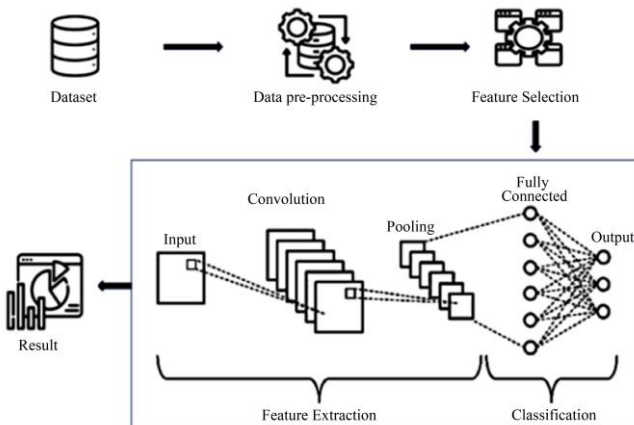 Dataset
Data pre-processing
Feature Selection
Convolution
Fully
Connected
Pooling
Input
Output
Result
Feature Extraction
Classification